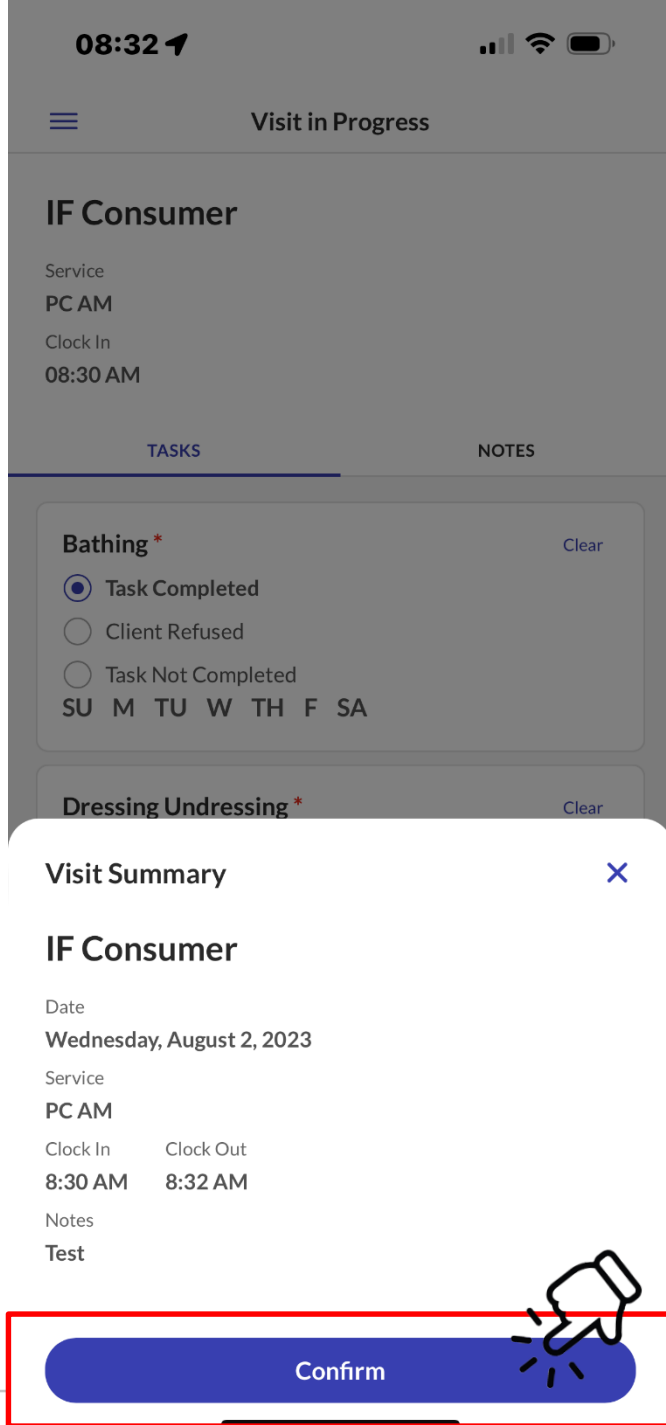 08:32
Visit in Progress
IF Consumer
Service
PC AM
Clock In
08:30 AM
TASKS NOTES
Bathing * Clear
Task Completed
Client Refused
Task Not Completed
SU M TU W TH F SA
Dressing Undressing * Clear
Visit Summary
IF Consumer
Date
Wednesday, August 2, 2023
Service
PC AM
Clock In Clock Out
8:30 AM 8:32 AM
Notes
Test
Confirm